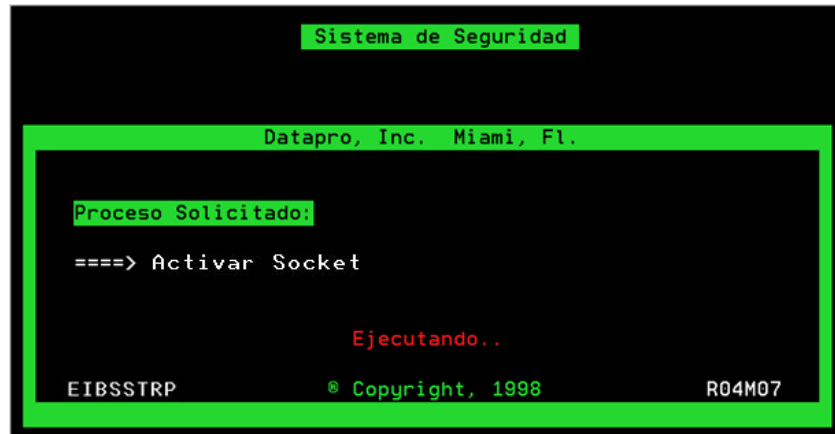 Sistema de Seguridad
Datapro, Inc. Miami, Fl.
Proceso Solicitado:
====> Activar Socket
Ejecutando..
EIBSSTRP ® Copyright, 1998 R04M07